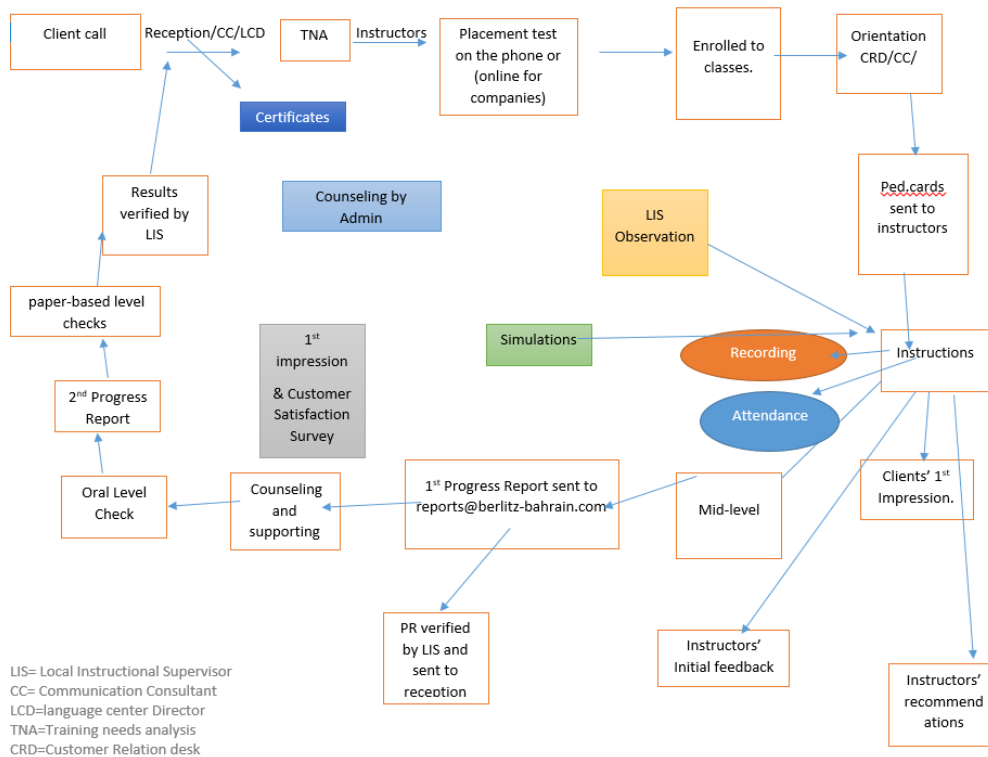 Client call
Reception/CC/LCD
TNA
Instructors
Placement test
on the phone or
(online for
companies)
Enrolled to
classes.
Orientation
CRD/CC/
Certificates
Results
verified by
LIS
Counseling by
Admin
LIS
Observation
Ped.cards
sent to
instructors
paper-based level
checks
1st
impression
& Customer
Satisfaction
Survey
Simulations
Recording
Instructions
2nd Progress
Report
Attendance
Oral Level
Check
Counseling
and
supporting
1st Progress Report sent to
reports@berlitz-bahrain.com
Mid-level
Clients' 1st
Impression.
PR verified
by LIS and
sent to
reception
Instructors'
Initial feedback
Instructors'
recommend
ations
LIS= Local Instructional Supervisor
CC= Communication Consultant
LCD=language center Director
TNA=Training needs analysis
CRD=Customer Relation desk